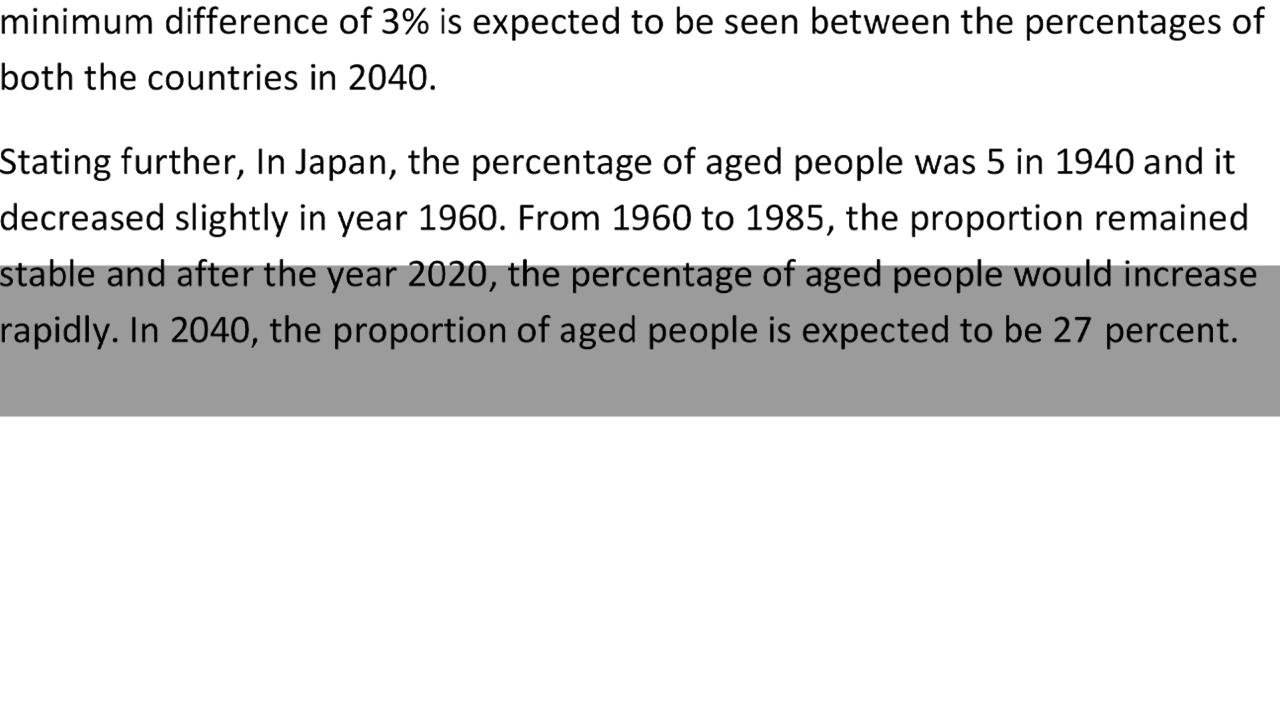 minimum difference of 3% is expected to be seen between the percentages of
both the countries in 2040.
Stating further, In Japan, the percentage of aged people was 5 in 1940 and it
decreased slightly in year 1960. From 1960 to 1985, the proportion remained
stable and after the year 2020, the percentage of aged people would increase
rapidly. In 2040, the proportion of aged people is expected to be 27 percent.